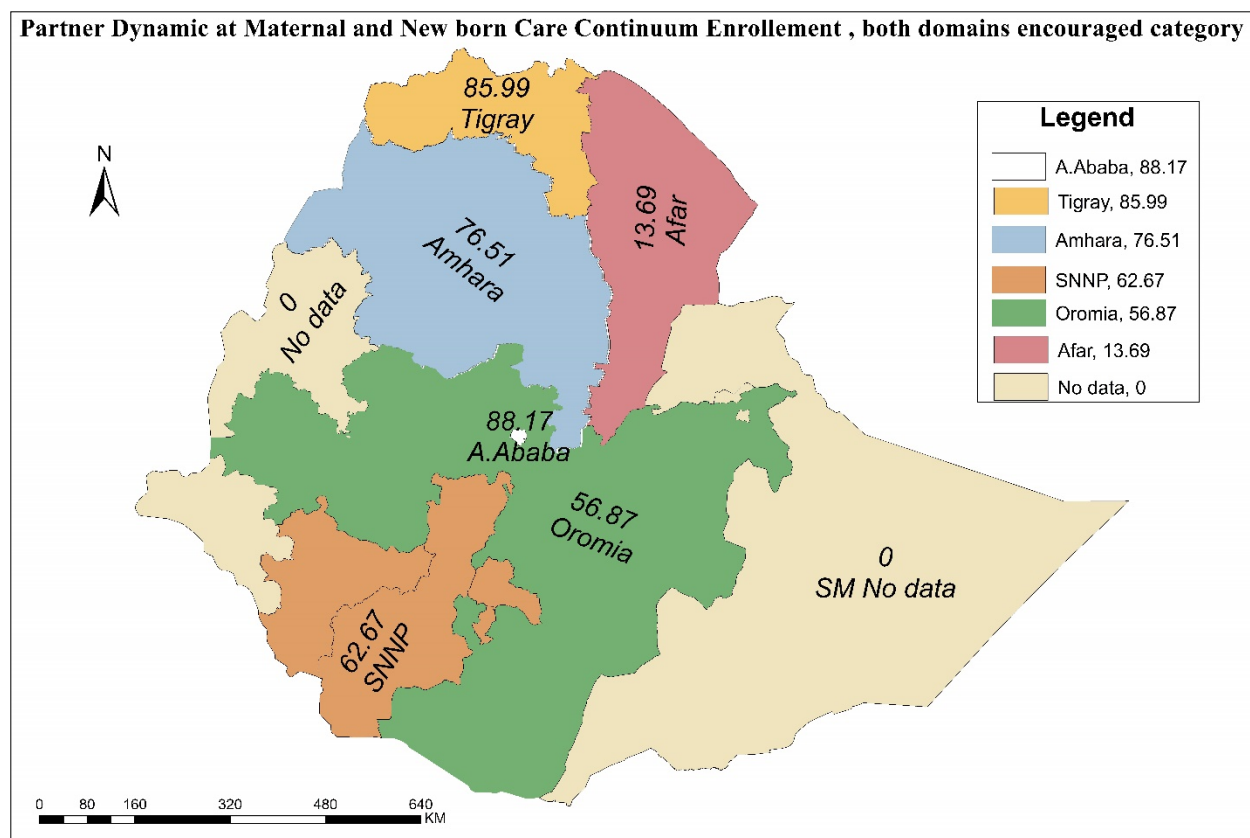 Partner Dynamic at Maternal and New born Care Continuum Enrollement , both domains encouraged category
85.99
Tigray
N
76.51
Amhara
13.69
Afar
0
No data
88.17
A.Ababa
56.87
Oromia
0
SM No data
62.67
SNNP
Legend
A.Ababa, 88.17
Tigray, 85.99
Amhara, 76.51
SNNP, 62.67
Oromia, 56.87
Afar, 13.69
No data, 0
0 80 160 320 480 640
KM